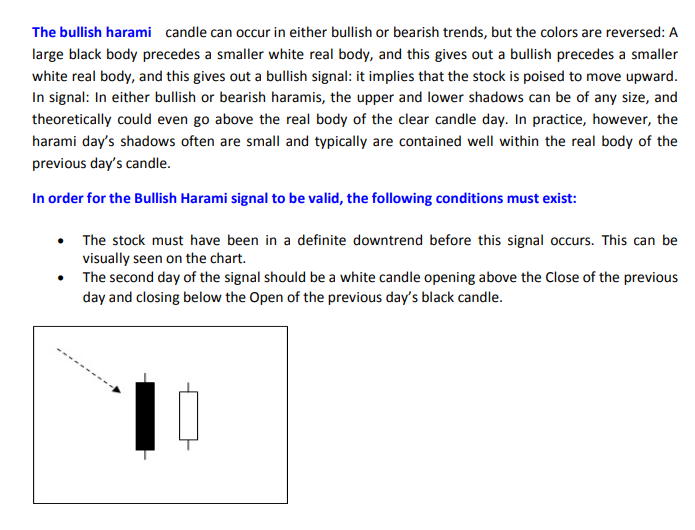 The bullish harami candle can occur in either bullish or bearish trends, but the colors are reversed: A
large black body precedes a smaller white real body, and this gives out a bullish precedes a smaller
white real body, and this gives out a bullish signal: it implies that the stock is poised to move upward.
In signal: In either bullish or bearish haramis, the upper and lower shadows can be of any size, and
theoretically could even go above the real body of the clear candle day. In practice, however, the
harami day's shadows often are small and typically are contained well within the real body of the
previous day's candle.
In order for the Bullish Harami signal to be valid, the following conditions must exist:
• The stock must have been in a definite downtrend before this signal occurs. This can be
visually seen on the chart.
• The second day of the signal should be a white candle opening above the Close of the previous
day and closing below the Open of the previous day's black candle.